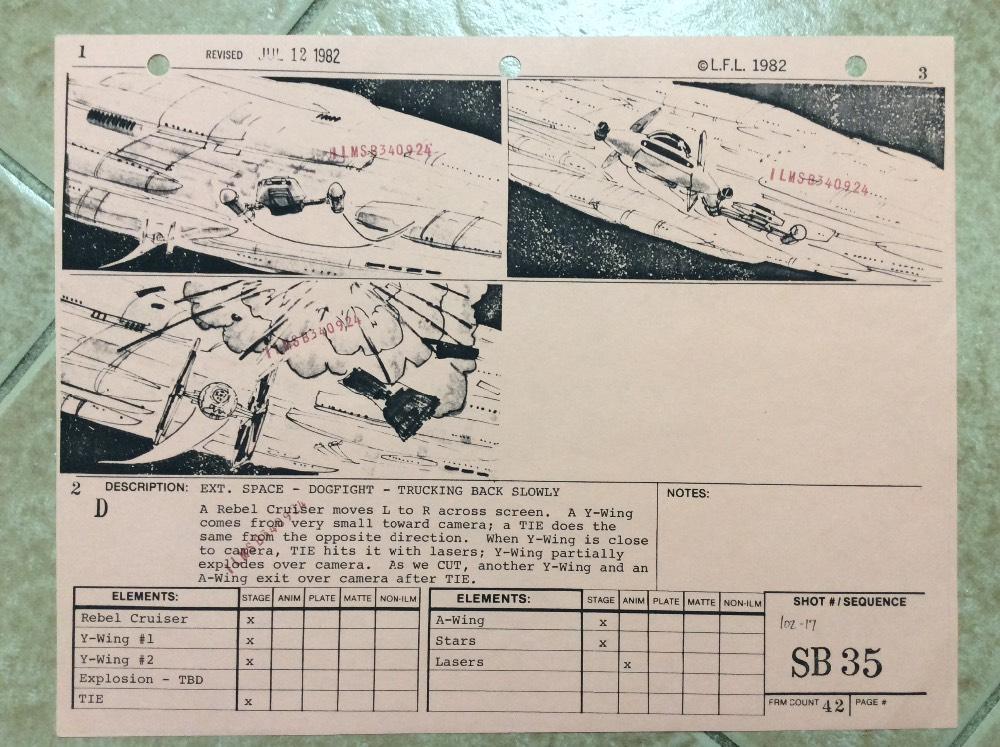 1
REVISED JUL 12 1982
©L.F.L. 1982
3
ILMSB340924
ILMSB340924
ILMSB340924
2
DESCRIPTION: EXT. SPACE - DOGFIGHT - TRUCKING BACK SLOWLY
D
A Rebel Cruiser moves L to R across screen. A Y-Wing
comes from very small toward camera; a TIE does the
same from the opposite direction. When Y-Wing is close
to camera, TIE hits it with lasers; Y-Wing partially
explodes over camera. As we CUT, another Y-Wing and an
A-Wing exit over camera after TIE.
ILMSB340924
NOTES:
ELEMENTS: STAGE ANIM PLATE MATTE NON-ILM
Rebel Cruiser x
Y-Wing #1 x
Y-Wing #2 x
Explosion - TBD
TIE x
ELEMENTS: STAGE ANIM PLATE MATTE NON-ILM
A-Wing x
Stars x
Lasers x
SHOT #/SEQUENCE
102-17
SB 35
FRM COUNT 42 PAGE #